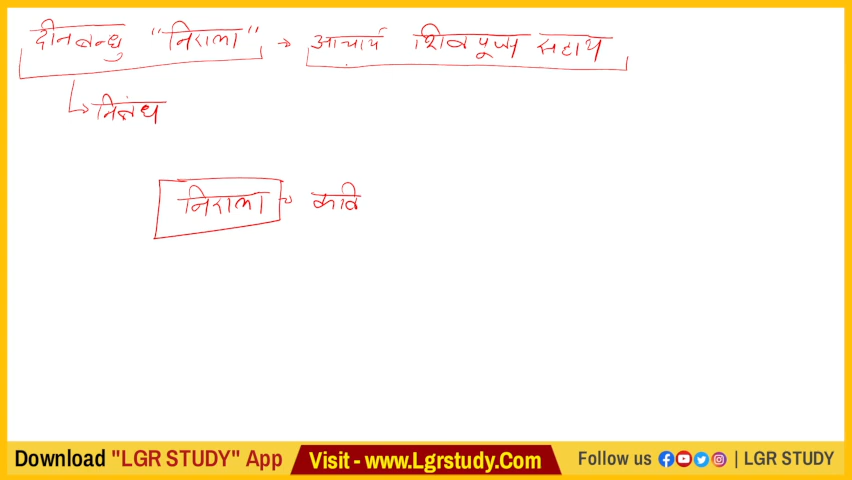 दीनबन्धु "निराला" → आचार्य शिवपूजन सहाय
↳ निबंध
निराला → कवि
Download "LGR STUDY" App
Visit - www.Lgrstudy.Com
Follow us | LGR STUDY